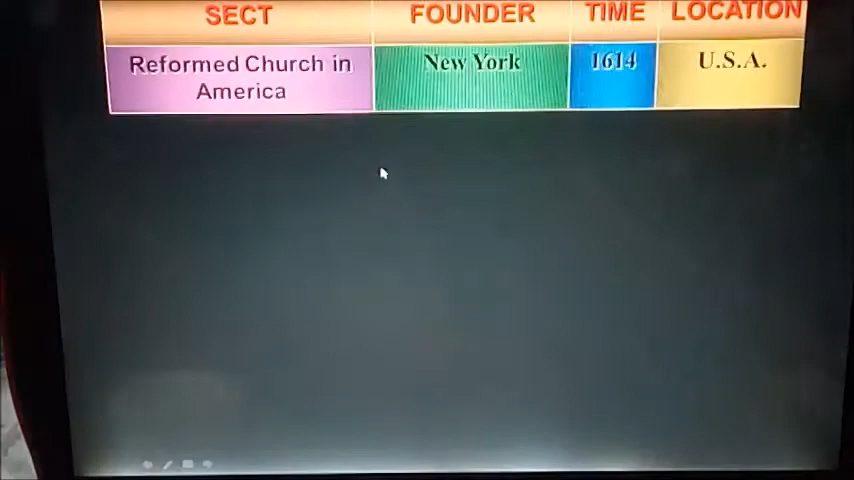 SECT FOUNDER TIME LOCATION
Reformed Church in America New York 1614 U.S.A.